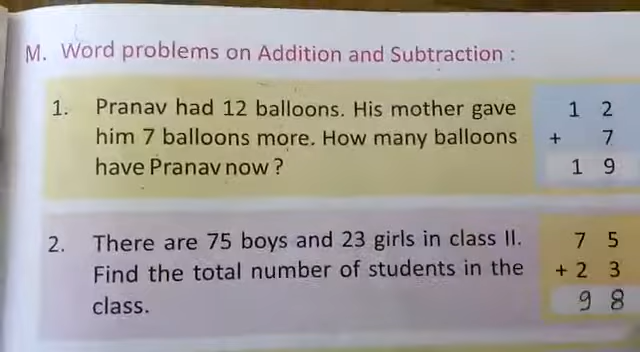 M. Word problems on Addition and Subtraction :
1. Pranav had 12 balloons. His mother gave
him 7 balloons more. How many balloons
have Pranav now ?
1 2
+ 7
1 9
2. There are 75 boys and 23 girls in class II.
Find the total number of students in the
class.
7 5
+ 2 3
9 8